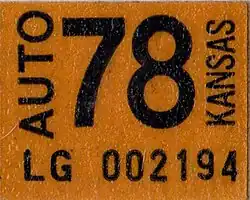 AUTO
78
KANSAS
LG 002194